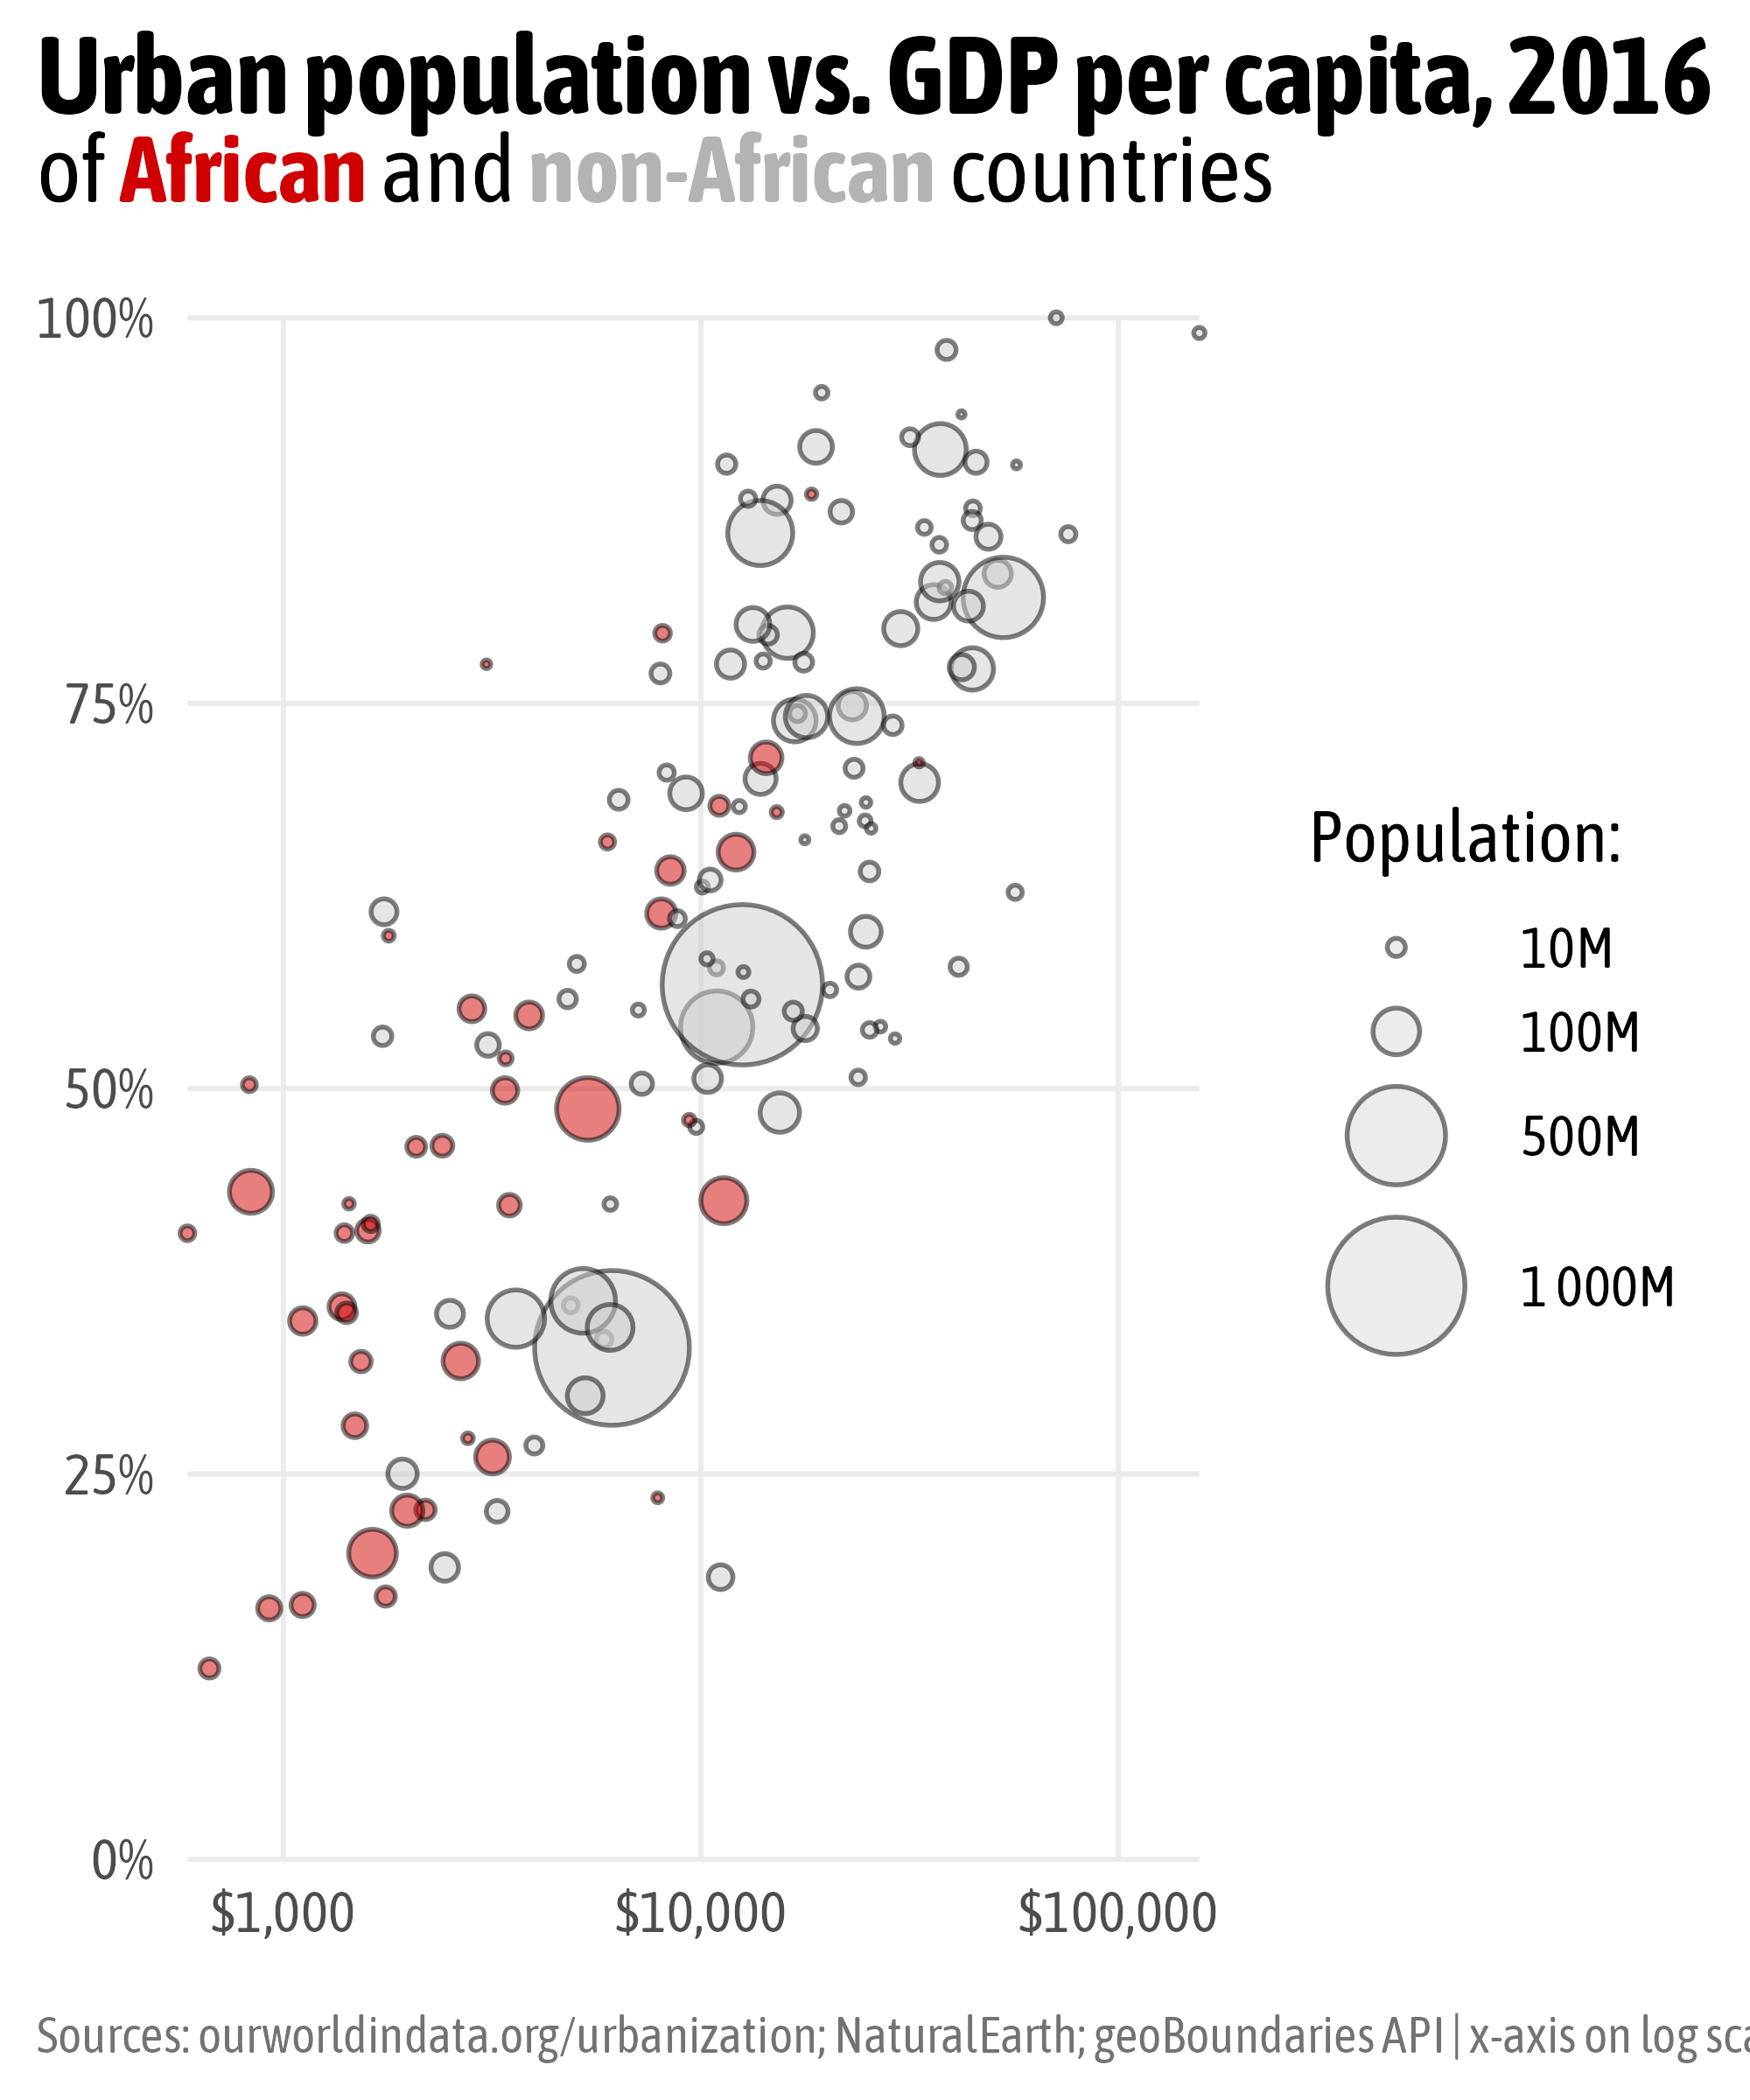 Urban population vs. GDP per capita, 2016
of African and non-African countries
100%
75%
50%
25%
0%
$1,000 $10,000 $100,000
Population:
10M
100M
500M
1 000M
Sources: ourworldindata.org/urbanization; NaturalEarth; geoBoundaries API | x-axis on log